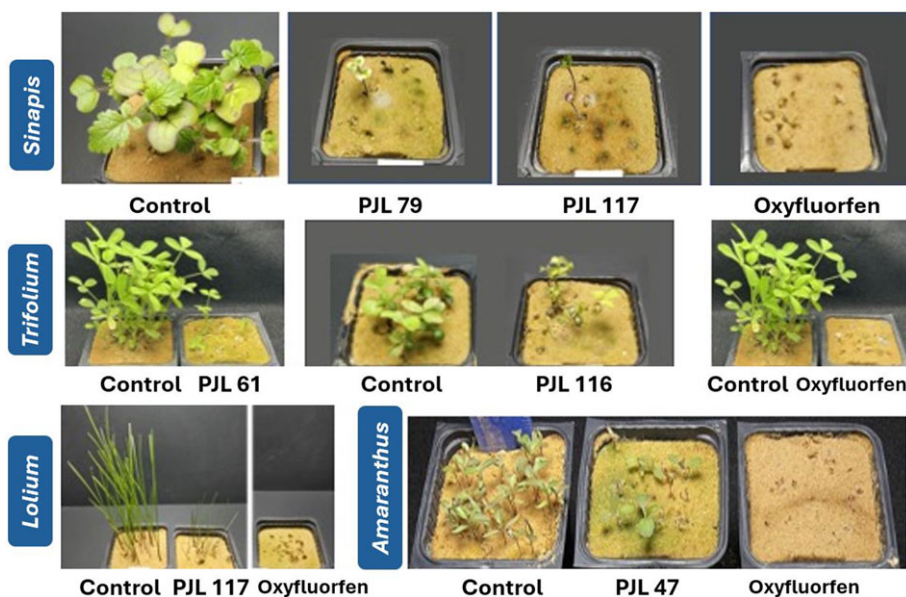 Sinapis
Control PJL 79 PJL 117 Oxyfluorfen
Trifolium
Control PJL 61 Control PJL 116 Control Oxyfluorfen
Lolium
Amaranthus
Control PJL 117 Oxyfluorfen Control PJL 47 Oxyfluorfen